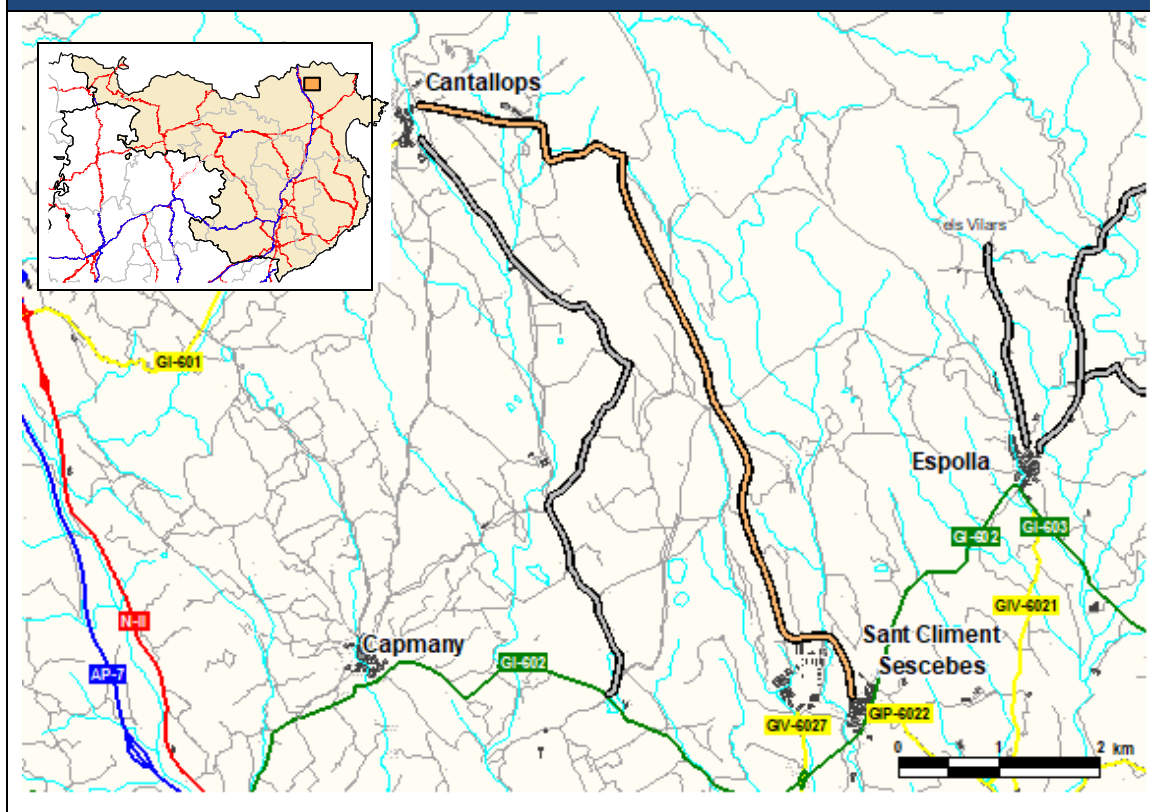 Cantallops
els Vilars
GI-601
Espolla
GI-602
GI-603
GIV-6021
N-II
Capmany
Sant Climent
Sescebes
GI-602
AP-7
GIP-6022
GIV-6027
0 1 2 km